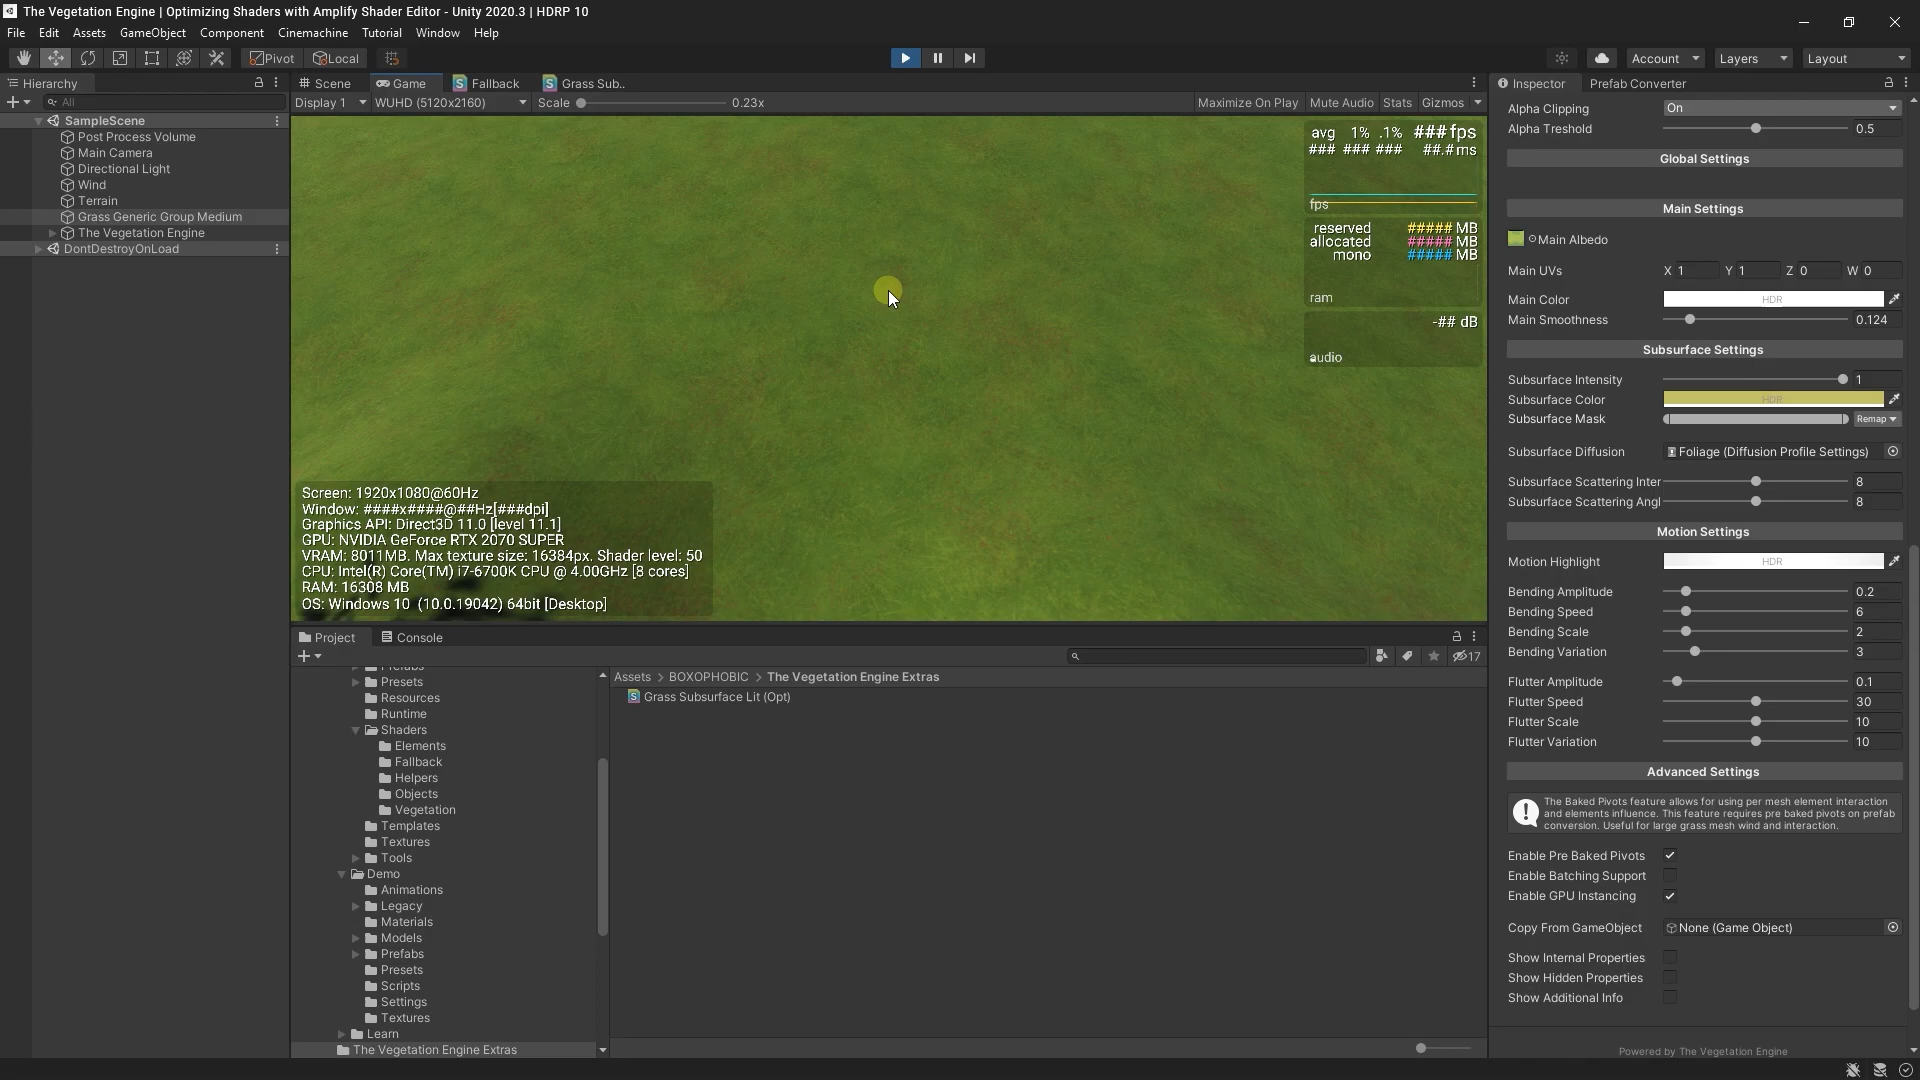 The Vegetation Engine | Optimizing Shaders with Amplify Shader Editor - Unity 2020.3 | HDRP 10
File Edit Assets GameObject Component Cinemachine Tutorial Window Help
Pivot Local Account Layers Layout
Hierarchy
All
SampleScene
Post Process Volume
Main Camera
Directional Light
Wind
Terrain
Grass Generic Group Medium
The Vegetation Engine
DontDestroyOnLoad
Scene Game Fallback Grass Sub..
Display 1 WUHD (5120x2160) Scale 0.23x Maximize On Play Mute Audio Stats Gizmos
avg 1% .1% ### fps
### ### ### ##.# ms
fps
reserved ##### MB
allocated ##### MB
mono ##### MB
ram
-## dB
audio
Screen: 1920x1080@60Hz
Window: ####x####@##Hz[###dpi]
Graphics API: Direct3D 11.0 [level 11.1]
GPU: NVIDIA GeForce RTX 2070 SUPER
VRAM: 8011MB. Max texture size: 16384px. Shader level: 50
CPU: Intel(R) Core(TM) i7-6700K CPU @ 4.00GHz [8 cores]
RAM: 16308 MB
OS: Windows 10 (10.0.19042) 64bit [Desktop]
Project Console
17
Prefabs
Presets
Resources
Runtime
Shaders
Elements
Fallback
Helpers
Objects
Vegetation
Templates
Textures
Tools
Demo
Animations
Legacy
Materials
Models
Prefabs
Presets
Scripts
Settings
Textures
Learn
The Vegetation Engine Extras
Assets > BOXOPHOBIC > The Vegetation Engine Extras
Grass Subsurface Lit (Opt)
Inspector Prefab Converter
Alpha Clipping On
Alpha Treshold 0.5
Global Settings
Main Settings
Main Albedo
Main UVs X 1 Y 1 Z 0 W 0
Main Color HDR
Main Smoothness 0.124
Subsurface Settings
Subsurface Intensity 1
Subsurface Color HDR
Subsurface Mask Remap
Subsurface Diffusion Foliage (Diffusion Profile Settings)
Subsurface Scattering Inter 8
Subsurface Scattering Angl 8
Motion Settings
Motion Highlight HDR
Bending Amplitude 0.2
Bending Speed 6
Bending Scale 2
Bending Variation 3
Flutter Amplitude 0.1
Flutter Speed 30
Flutter Scale 10
Flutter Variation 10
Advanced Settings
The Baked Pivots feature allows for using per mesh element interaction
and elements influence. This feature requires pre baked pivots on prefab
conversion. Useful for large grass mesh wind and interaction.
Enable Pre Baked Pivots
Enable Batching Support
Enable GPU Instancing
Copy From GameObject None (Game Object)
Show Internal Properties
Show Hidden Properties
Show Additional Info
Powered by The Vegetation Engine